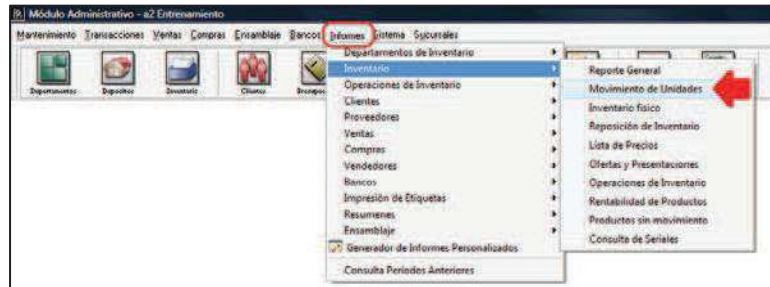 Módulo Administrativo - a2 Entrenamiento
Mantenimiento Transacciones Ventas Compras Ensamblaje Bancos Informes Sistema Sucursales
Departamentos Depositos Inventario Clientes
Departamentos de Inventario
Inventario
Operaciones de Inventario
Clientes
Proveedores
Ventas
Compras
Vendedores
Bancos
Impresión de Etiquetas
Resumenes
Ensamblaje
Generador de Informes Personalizados
Consulta Periodos Anteriores
Reporte General
Movimiento de Unidades
Inventario físico
Reposición de Inventario
Lista de Precios
Ofertas y Presentaciones
Operaciones de Inventario
Rentabilidad de Productos
Productos sin movimiento
Consulta de Seriales